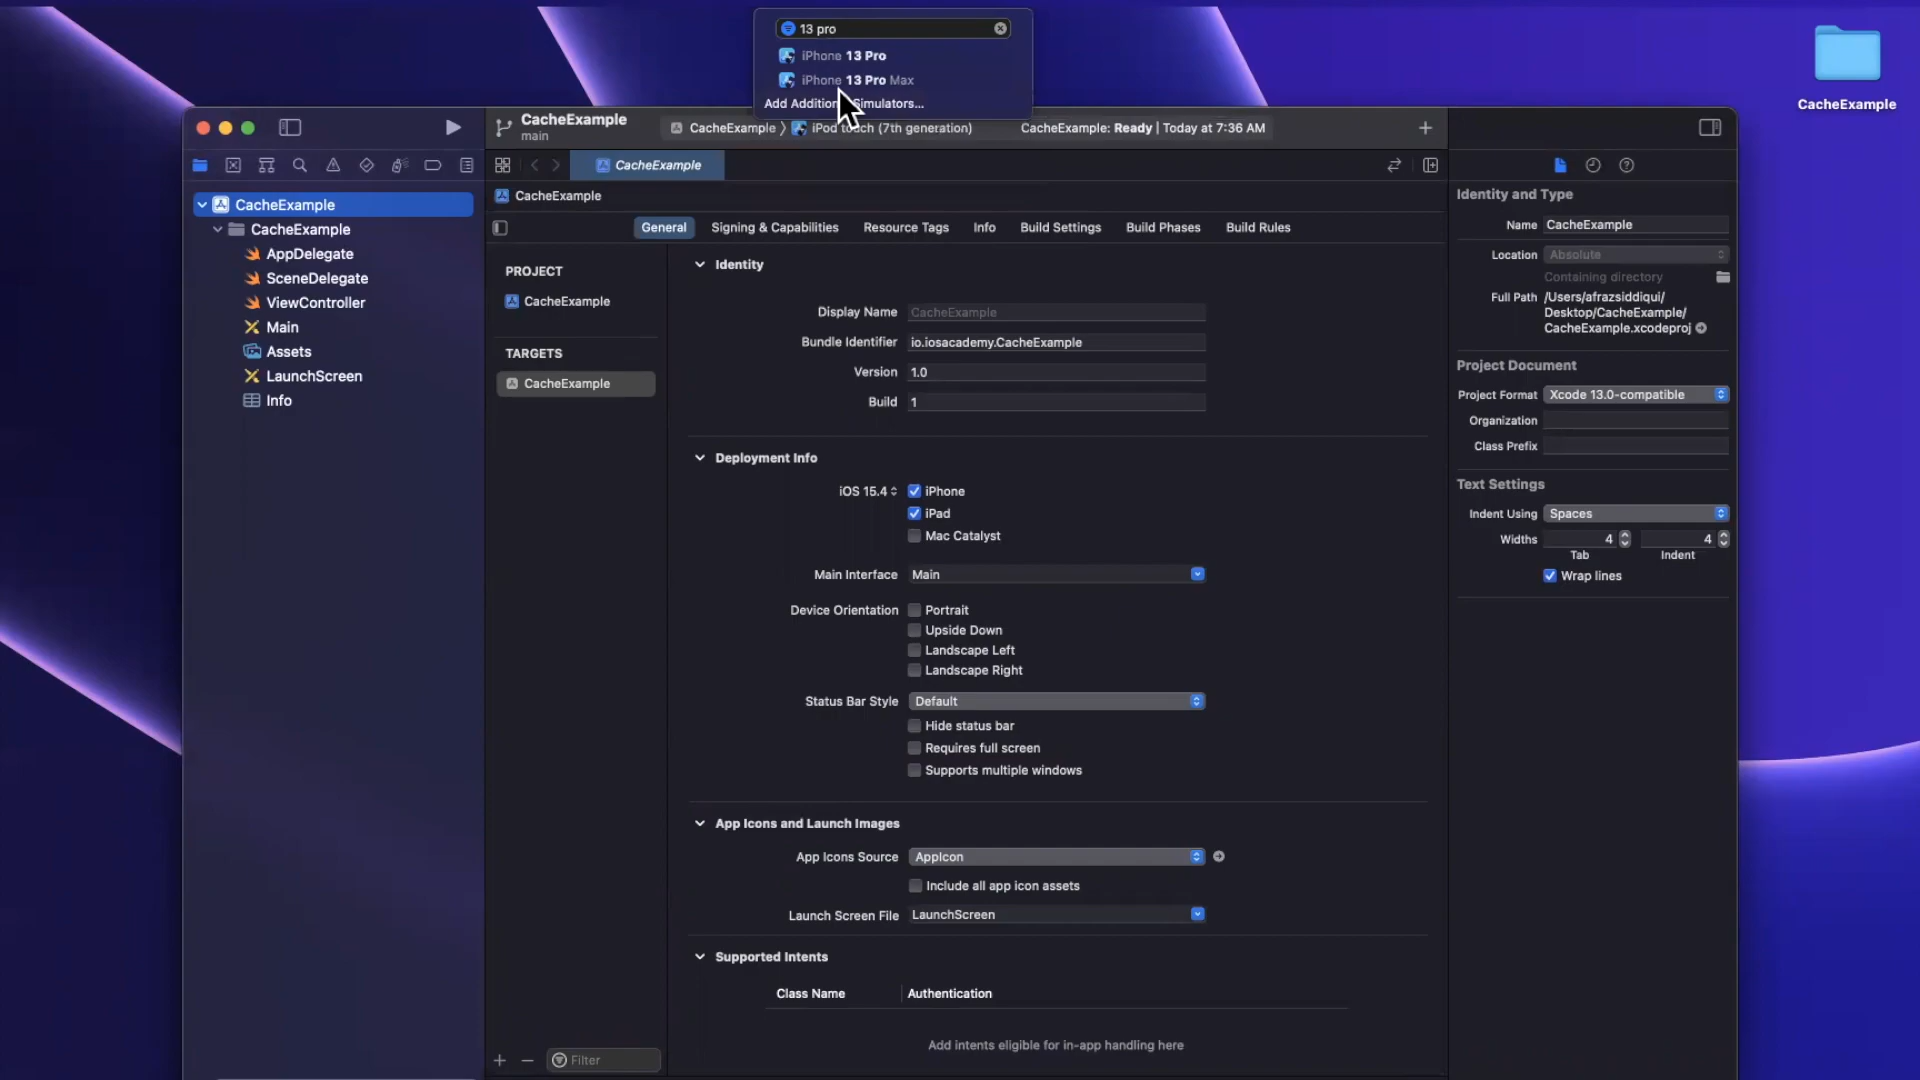 13 pro
iPhone 13 Pro
iPhone 13 Pro Max
Add Addition Simulators...
CacheExample
CacheExample
main
CacheExample
iPod touch (7th generation)
CacheExample: Ready | Today at 7:36 AM
CacheExample
CacheExample
CacheExample
AppDelegate
SceneDelegate
ViewController
Main
Assets
LaunchScreen
Info
CacheExample
General
Signing & Capabilities
Resource Tags
Info
Build Settings
Build Phases
Build Rules
PROJECT
CacheExample
TARGETS
CacheExample
Identity
Display Name CacheExample
Bundle Identifier io.iosacademy.CacheExample
Version 1.0
Build 1
Deployment Info
iOS 15.4 iPhone
iPad
Mac Catalyst
Main Interface Main
Device Orientation Portrait
Upside Down
Landscape Left
Landscape Right
Status Bar Style Default
Hide status bar
Requires full screen
Supports multiple windows
App Icons and Launch Images
App Icons Source AppIcon
Include all app icon assets
Launch Screen File LaunchScreen
Supported Intents
Class Name Authentication
Add intents eligible for in-app handling here
Filter
Identity and Type
Name CacheExample
Location Absolute
Containing directory
Full Path /Users/afrazsiddiqui/
Desktop/CacheExample/
CacheExample.xcodeproj
Project Document
Project Format Xcode 13.0-compatible
Organization
Class Prefix
Text Settings
Indent Using Spaces
Widths 4 4
Tab Indent
Wrap lines